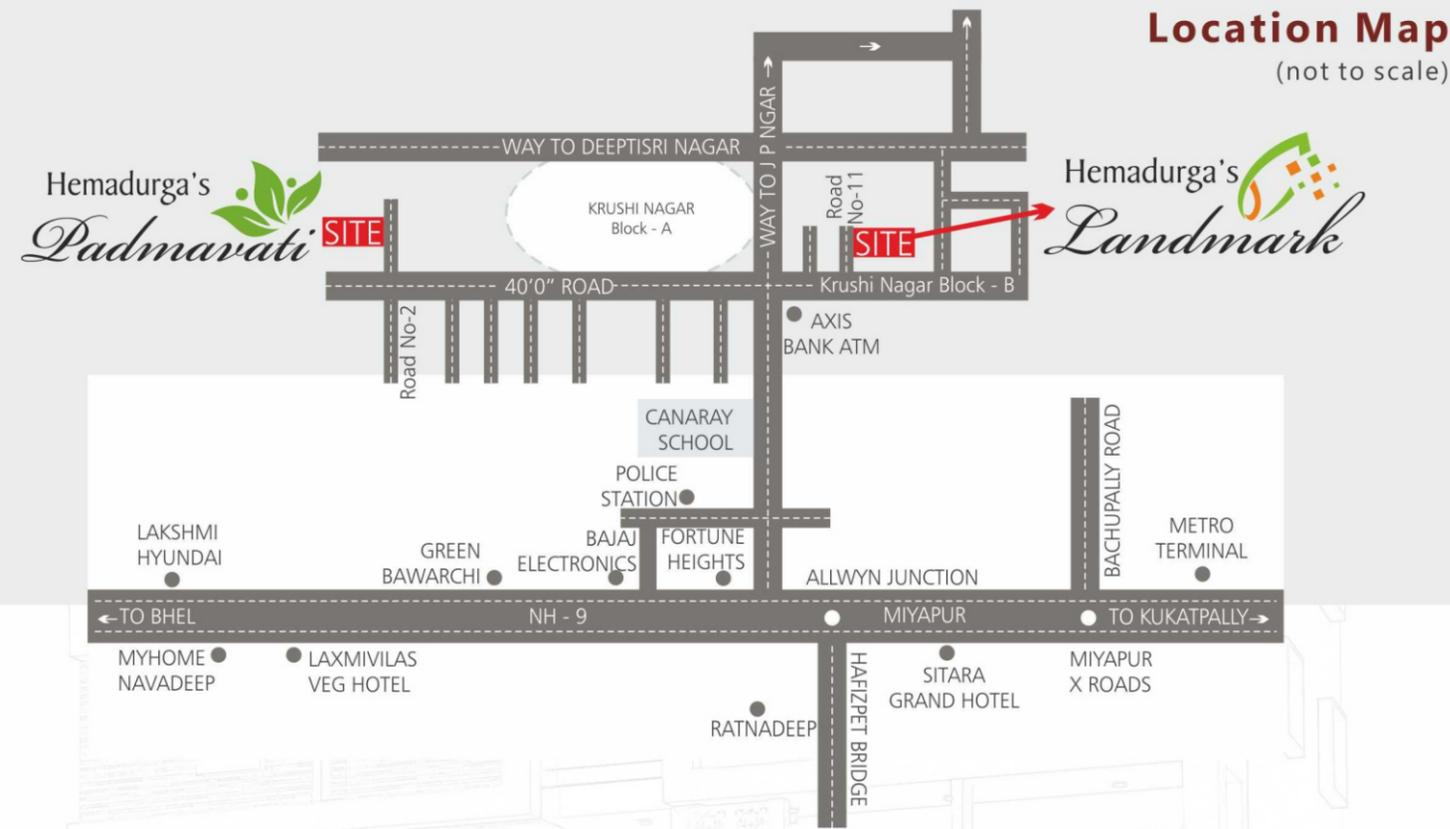 Location Map
(not to scale)
WAY TO DEEPTISRI NAGAR
WAY TO J P NGAR
Hemadurga's
Padmavati
SITE
KRUSHI NAGAR
Block - A
Road
No-11
SITE
Hemadurga's
Landmark
40'0" ROAD
Krushi Nagar Block - B
Road No-2
AXIS
BANK ATM
CANARAY
SCHOOL
POLICE
STATION
BACHUPALLY ROAD
LAKSHMI
HYUNDAI
GREEN
BAWARCHI
BAJAJ
ELECTRONICS
FORTUNE
HEIGHTS
ALLWYN JUNCTION
METRO
TERMINAL
TO BHEL
NH - 9
MIYAPUR
TO KUKATPALLY
MYHOME
NAVADEEP
LAXMIVILAS
VEG HOTEL
RATNADEEP
HAFIZPET BRIDGE
SITARA
GRAND HOTEL
MIYAPUR
X ROADS